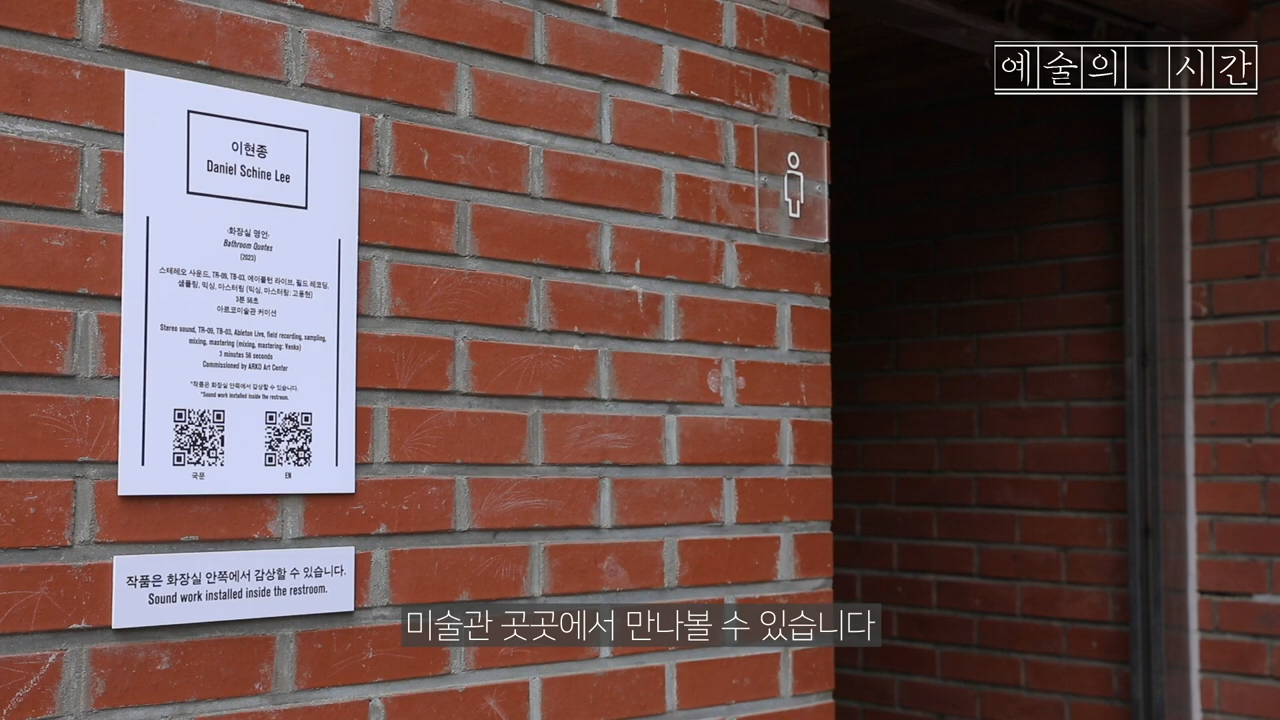 예술의 시간
이현종
Daniel Schine Lee
〈화장실 명언〉
Bathroom Quotes
(2023)
스테레오 사운드, TR-09, TB-03, 에이블턴 라이브, 필드 레코딩,
샘플링, 믹싱, 마스터링 (믹싱, 마스터링: 고용현)
3분 56초
아르코미술관 커미션
Stereo sound, TR-09, TB-03, Ableton Live, field recording, sampling,
mixing, mastering (mixing, mastering: Venka)
3 minutes 56 seconds
Commissioned by ARKO Art Center
*작품은 화장실 안쪽에서 감상할 수 있습니다.
*Sound work installed inside the restroom.
국문
EN
작품은 화장실 안쪽에서 감상할 수 있습니다.
Sound work installed inside the restroom.
미술관 곳곳에서 만나볼 수 있습니다